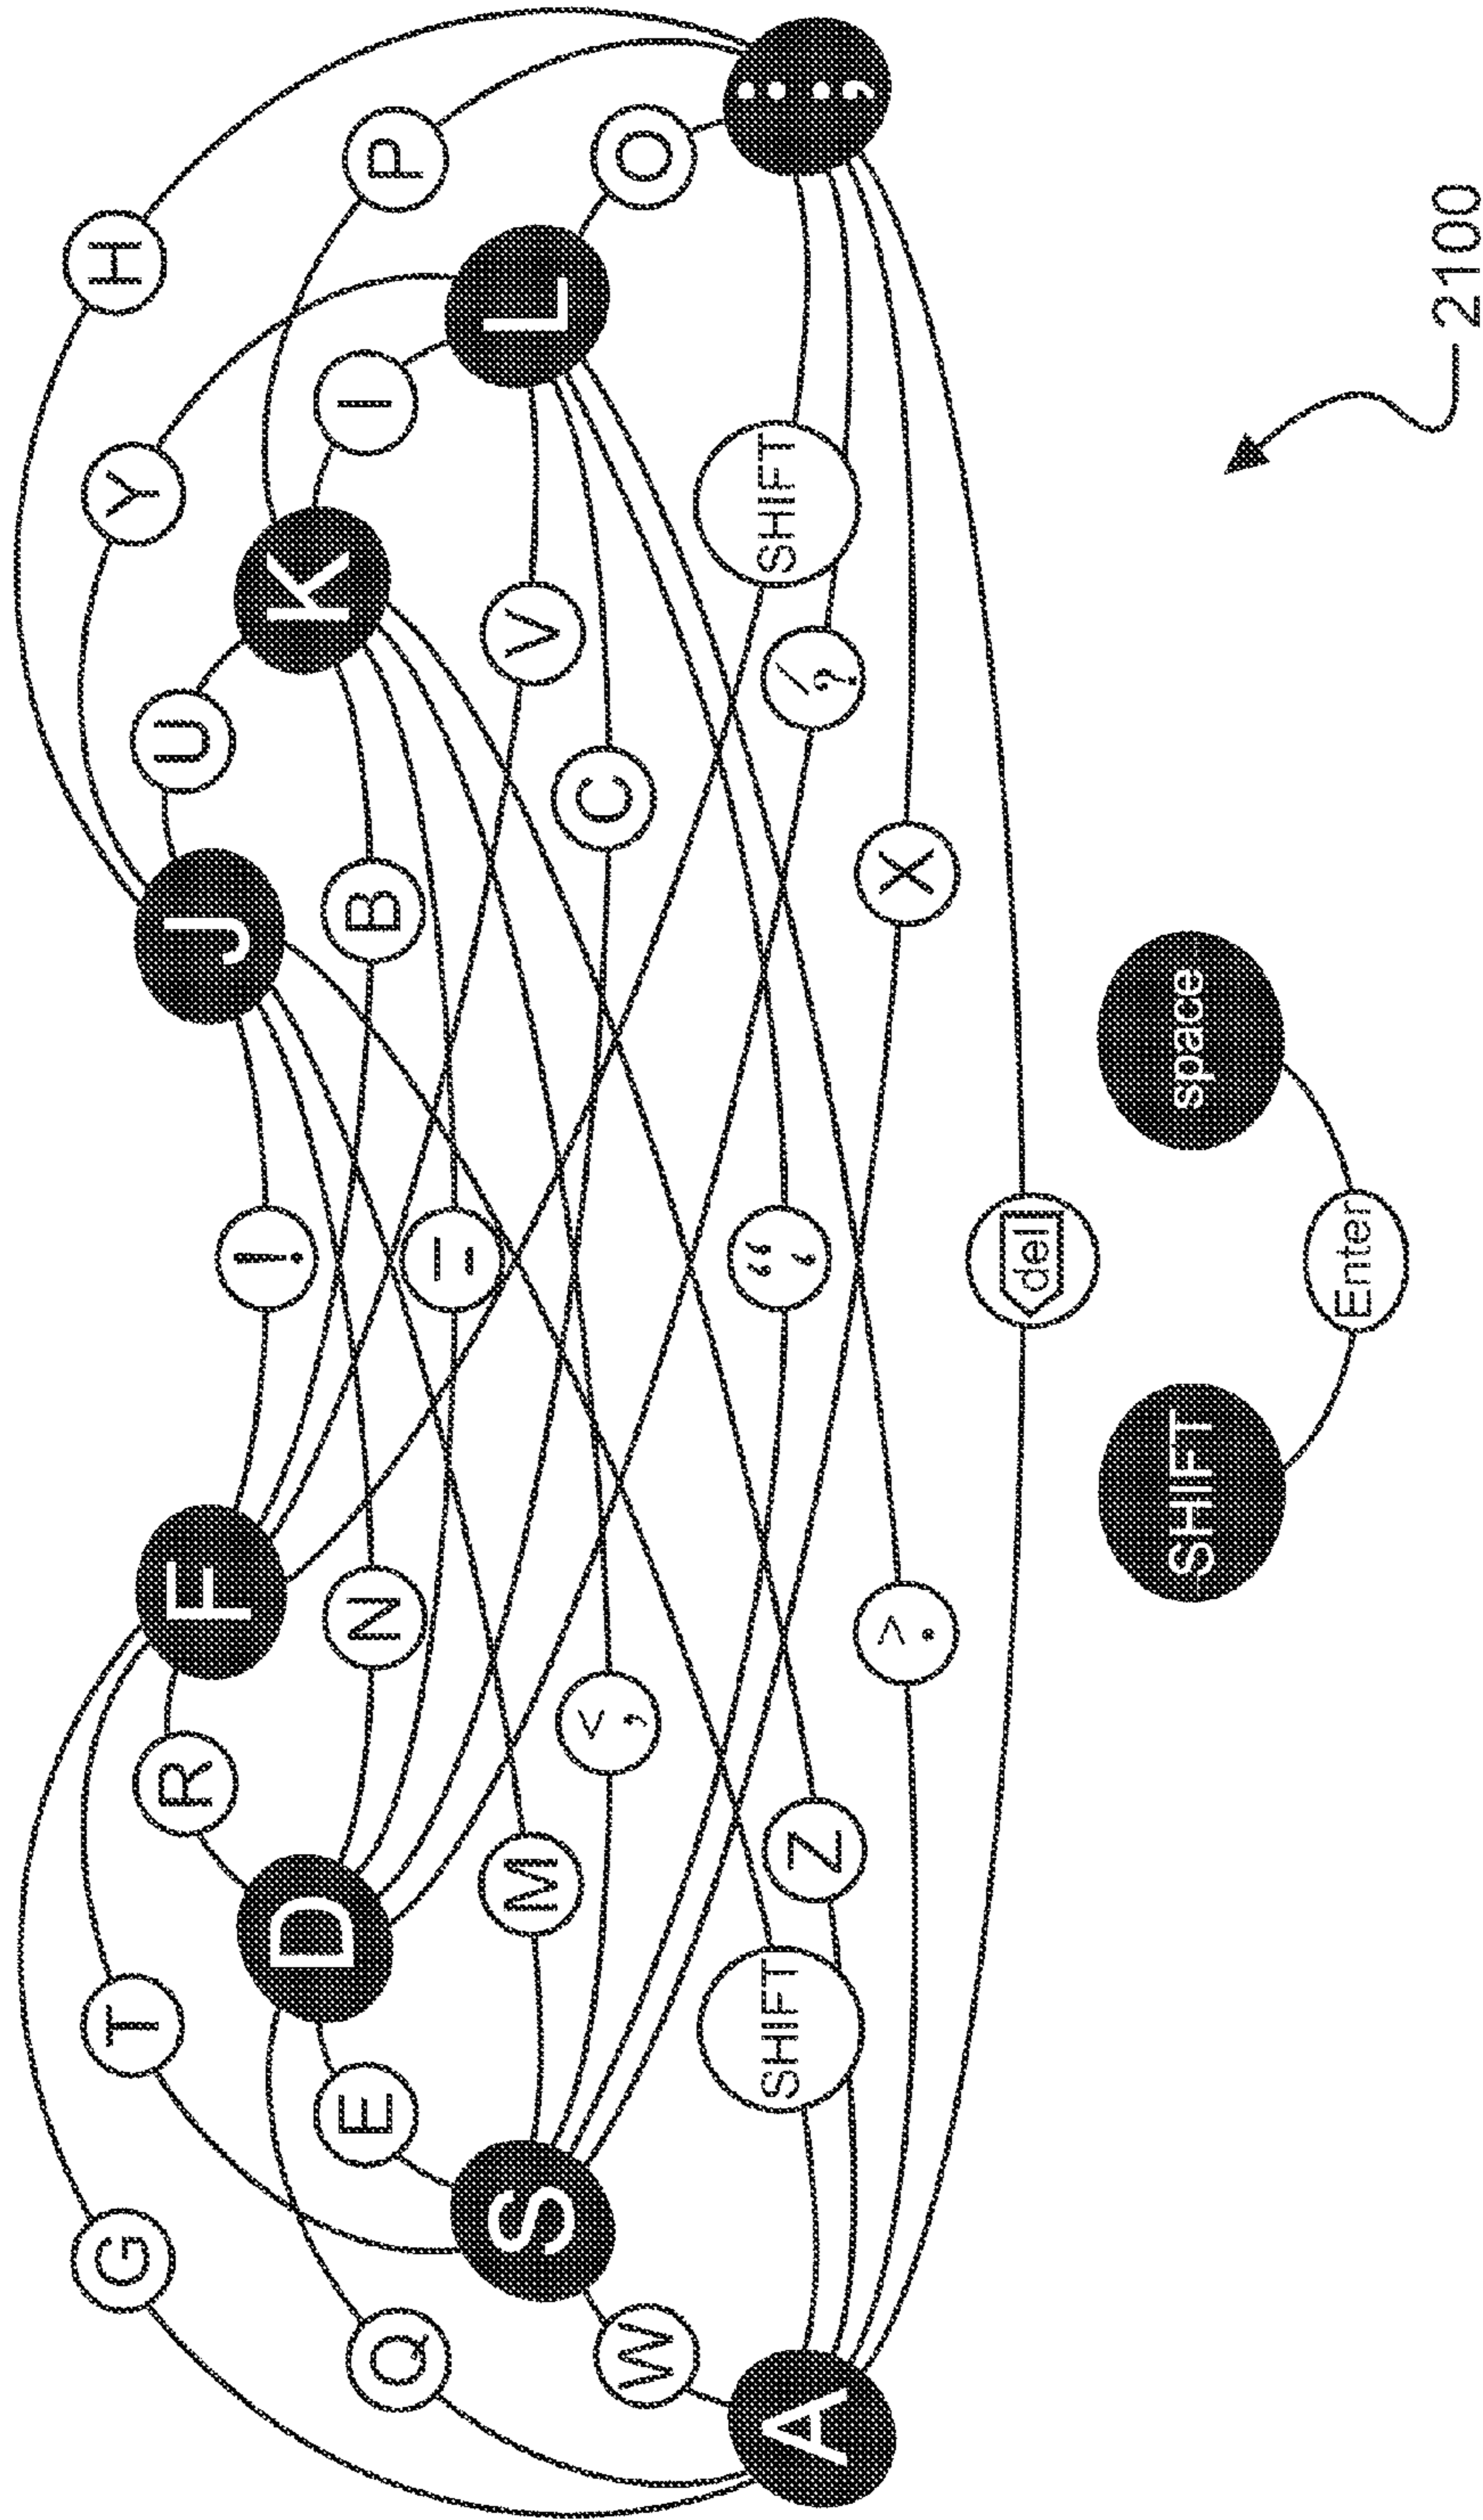 G T Y H
R U
F J
!
E I
Q N B P
D K
_
-
S M V L
< C
,
W O
“
‘
SHIFT SHIFT
A Z /
? :
;
> X
.
del
SHIFT space
Enter
2100